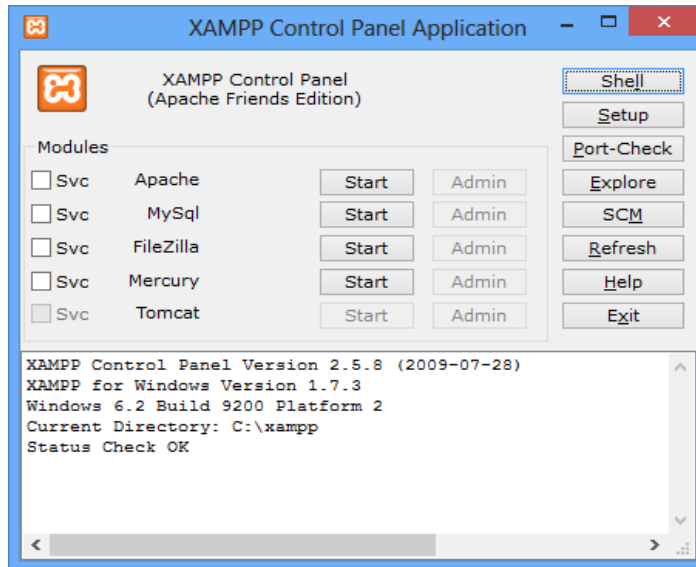 XAMPP Control Panel Application
XAMPP Control Panel
(Apache Friends Edition)
Shell
Setup
Port-Check
Explore
SCM
Refresh
Help
Exit
Modules
Svc Apache Start Admin
Svc MySql Start Admin
Svc FileZilla Start Admin
Svc Mercury Start Admin
Svc Tomcat Start Admin
XAMPP Control Panel Version 2.5.8 (2009-07-28)
XAMPP for Windows Version 1.7.3
Windows 6.2 Build 9200 Platform 2
Current Directory: C:\xampp
Status Check OK